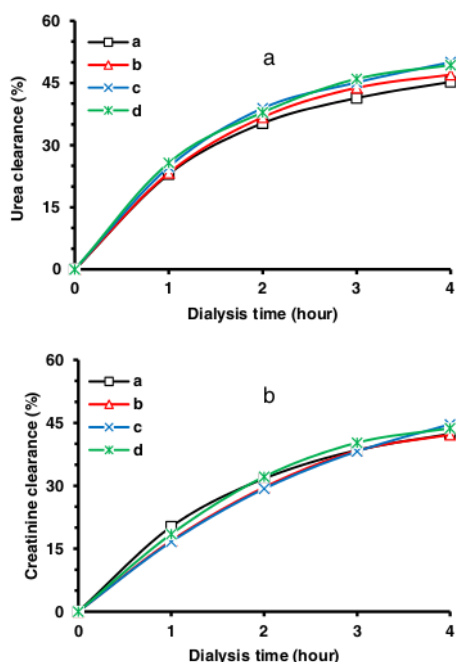 60
a
a
b
c
d
45
30
15
0
Urea clearance (%)
0 1 2 3 4
Dialysis time (hour)
60
b
a
b
c
d
45
30
15
0
Creatinine clearance (%)
0 1 2 3 4
Dialysis time (hour)